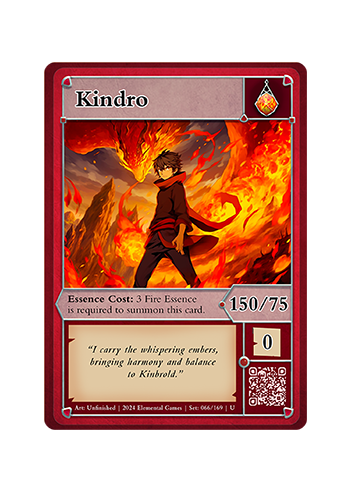 Kindro
Essence Cost: 3 Fire Essence
is required to summon this card.
150/75
0
“I carry the whispering embers,
bringing harmony and balance
to Kinbrold.”
Art: Unfinished | 2024 Elemental Games | Set: 066/169 | U